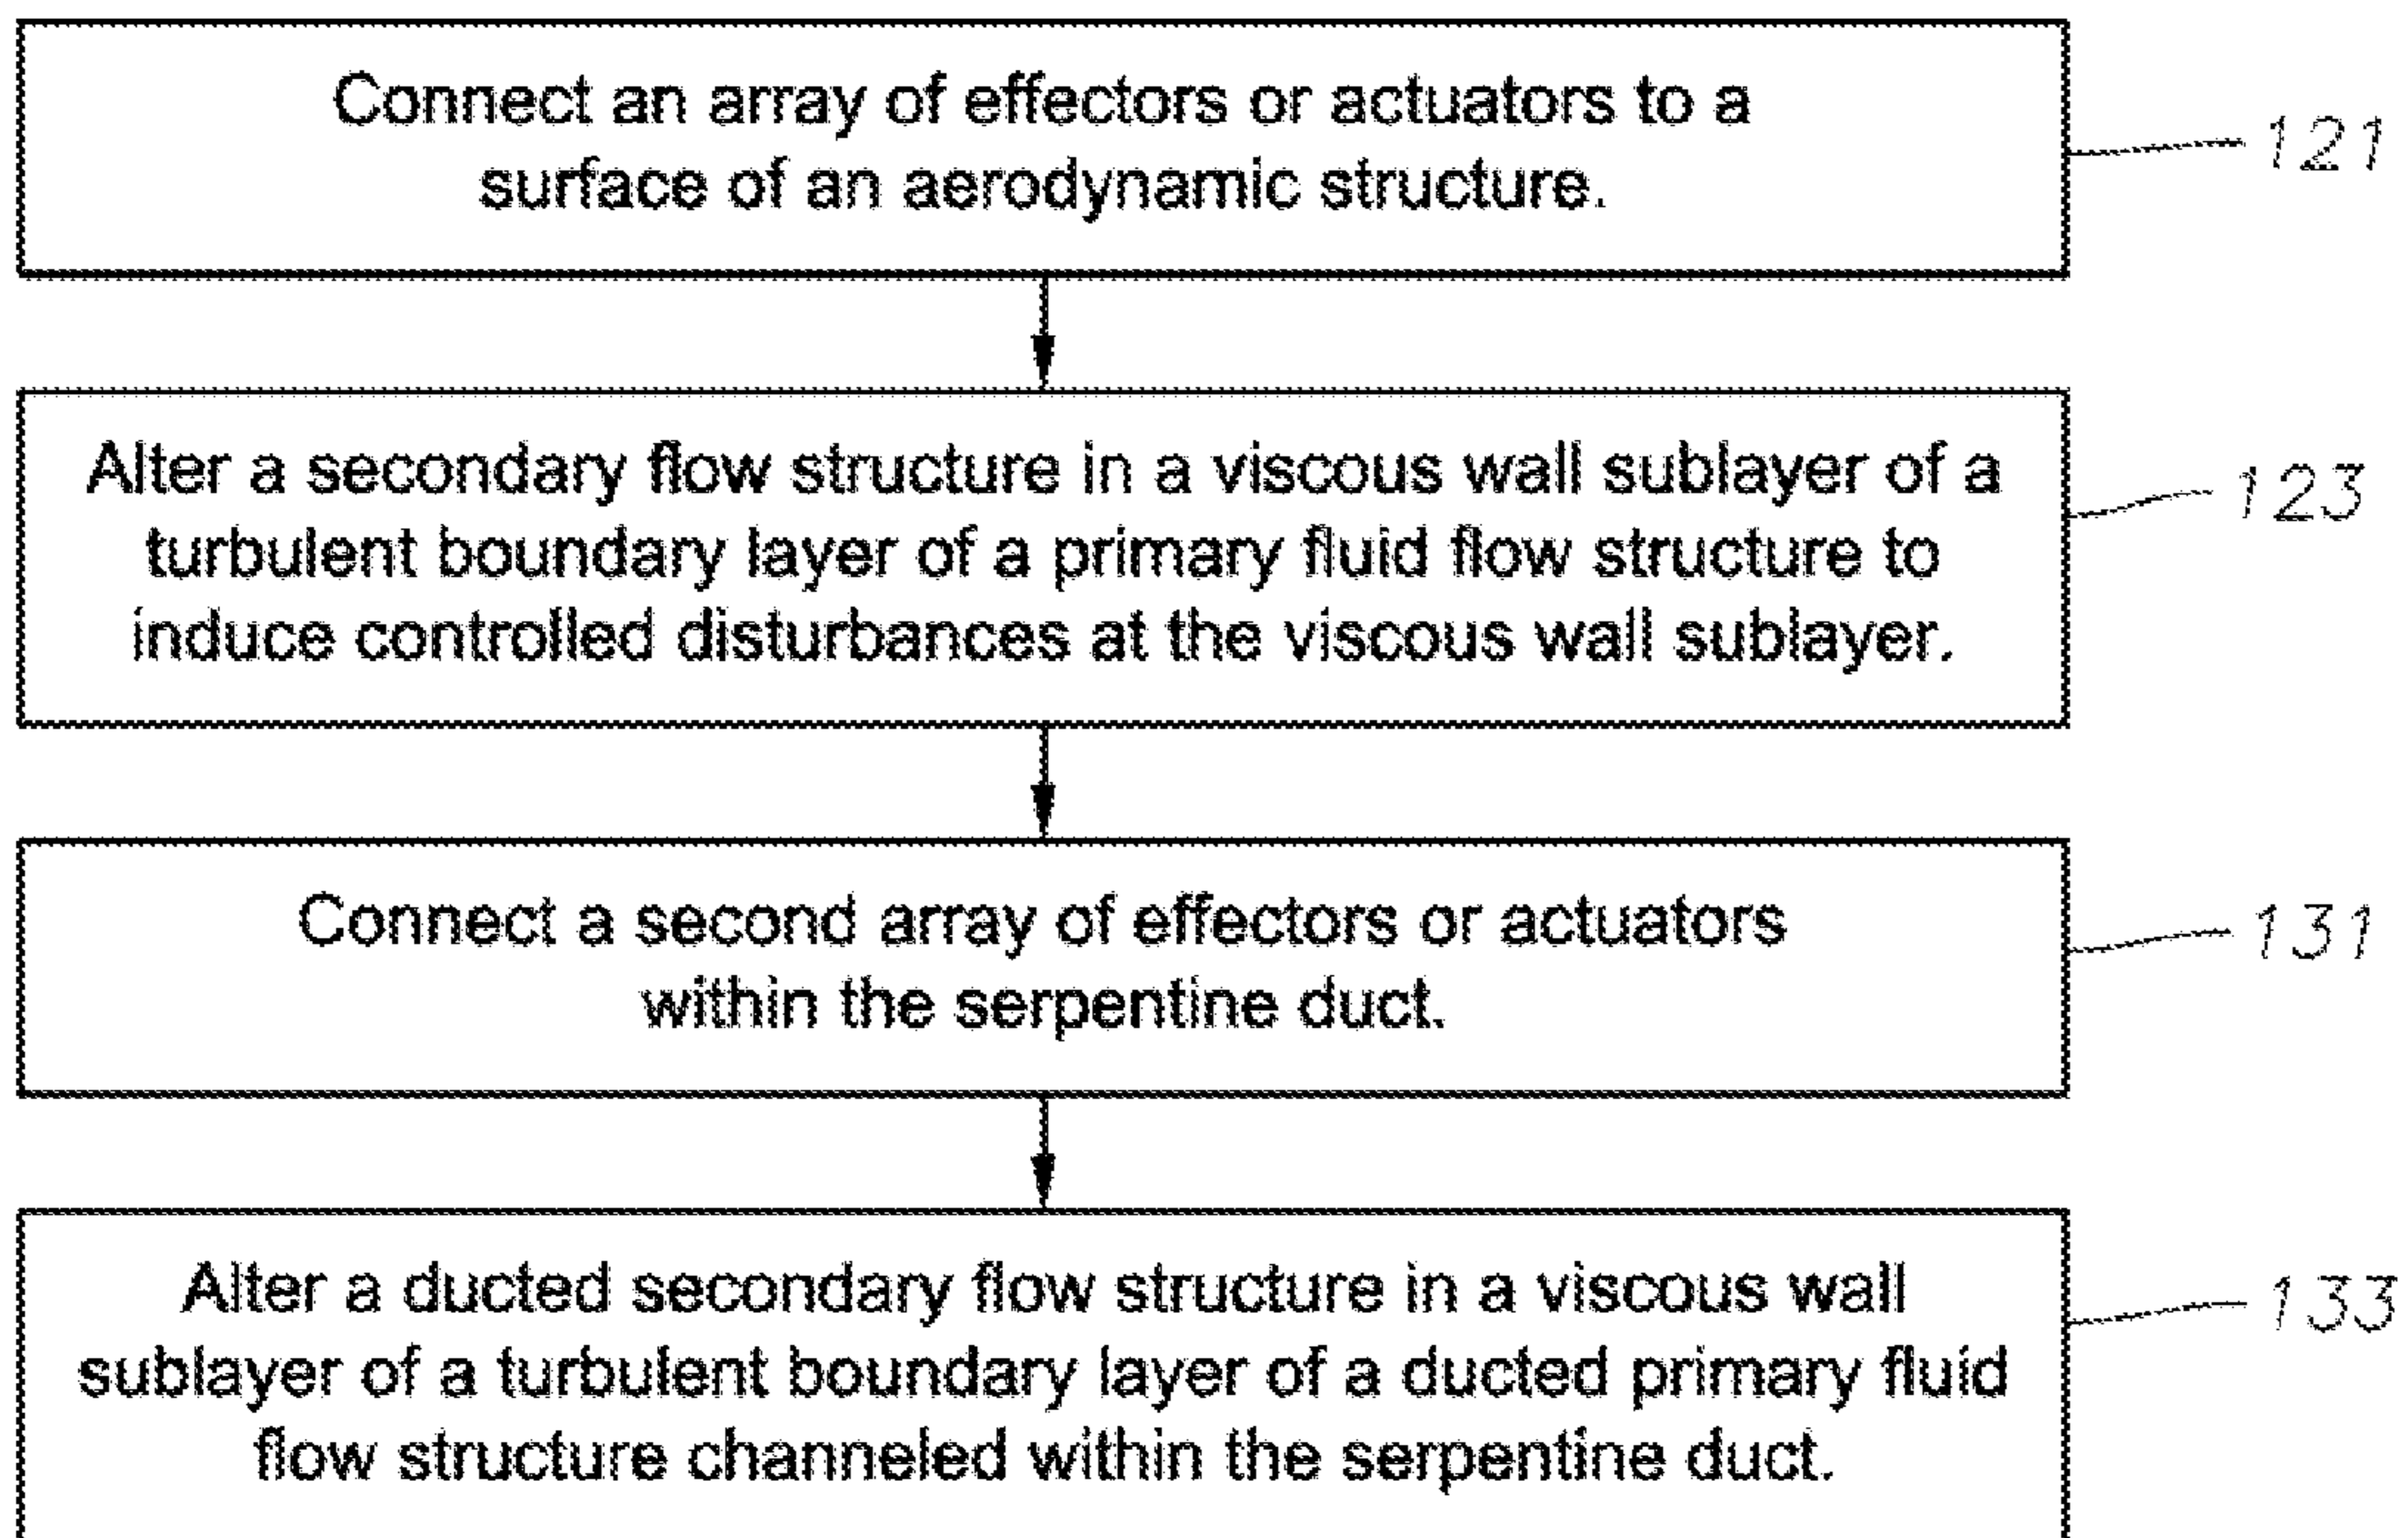 Connect an array of effectors or actuators to a
surface of an aerodynamic structure.
121
Alter a secondary flow structure in a viscous wall sublayer of a
turbulent boundary layer of a primary fluid flow structure to
induce controlled disturbances at the viscous wall sublayer.
123
Connect a second array of effectors or actuators
within the serpentine duct.
131
Alter a ducted secondary flow structure in a viscous wall
sublayer of a turbulent boundary layer of a ducted primary fluid
flow structure channeled within the serpentine duct.
133